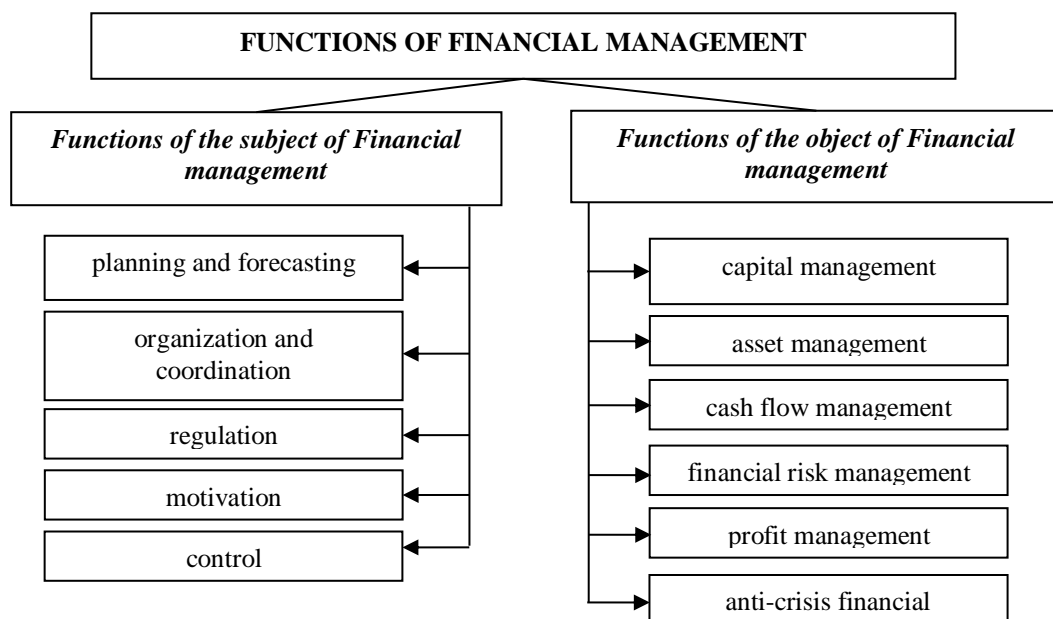 FUNCTIONS OF FINANCIAL MANAGEMENT
Functions of the subject of Financial
management
Functions of the object of Financial
management
planning and forecasting
organization and
coordination
regulation
motivation
control
capital management
asset management
cash flow management
financial risk management
profit management
anti-crisis financial